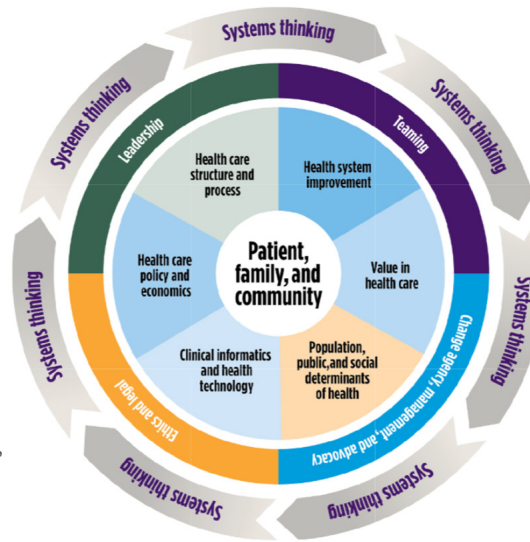 Systems thinking
Systems thinking
Systems thinking
Systems thinking
Systems thinking
Systems thinking
Systems thinking
Leadership
Teaming
Change agency, management, and advocacy
Ethics and legal
Health care
structure and
process
Health system
improvement
Health care
policy and
economics
Patient,
family, and
community
Value in
health care
Clinical informatics
and health
technology
Population,
public, and social
determinants
of health
,